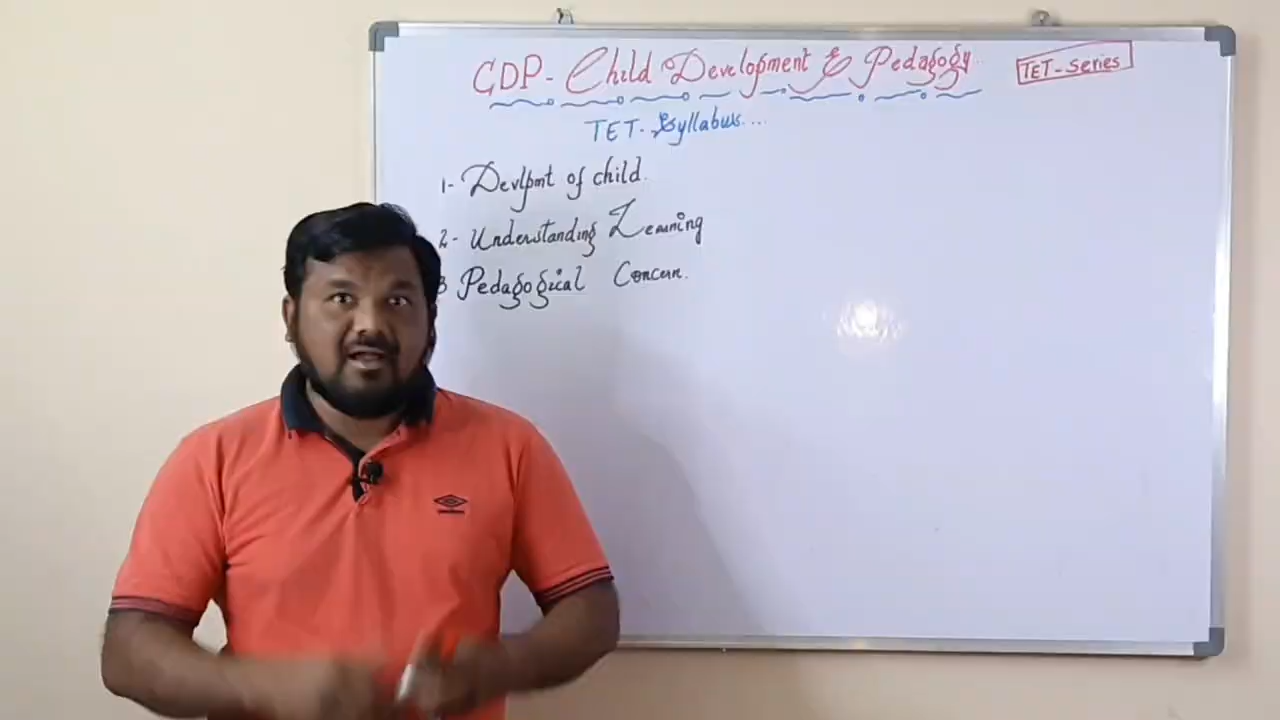 CDP- Child Development & Pedagogy..
TET-Series
TET- Syllabus...
1- Devlpmt of child.
2- Understanding Learning
3 Pedagogical Concern.